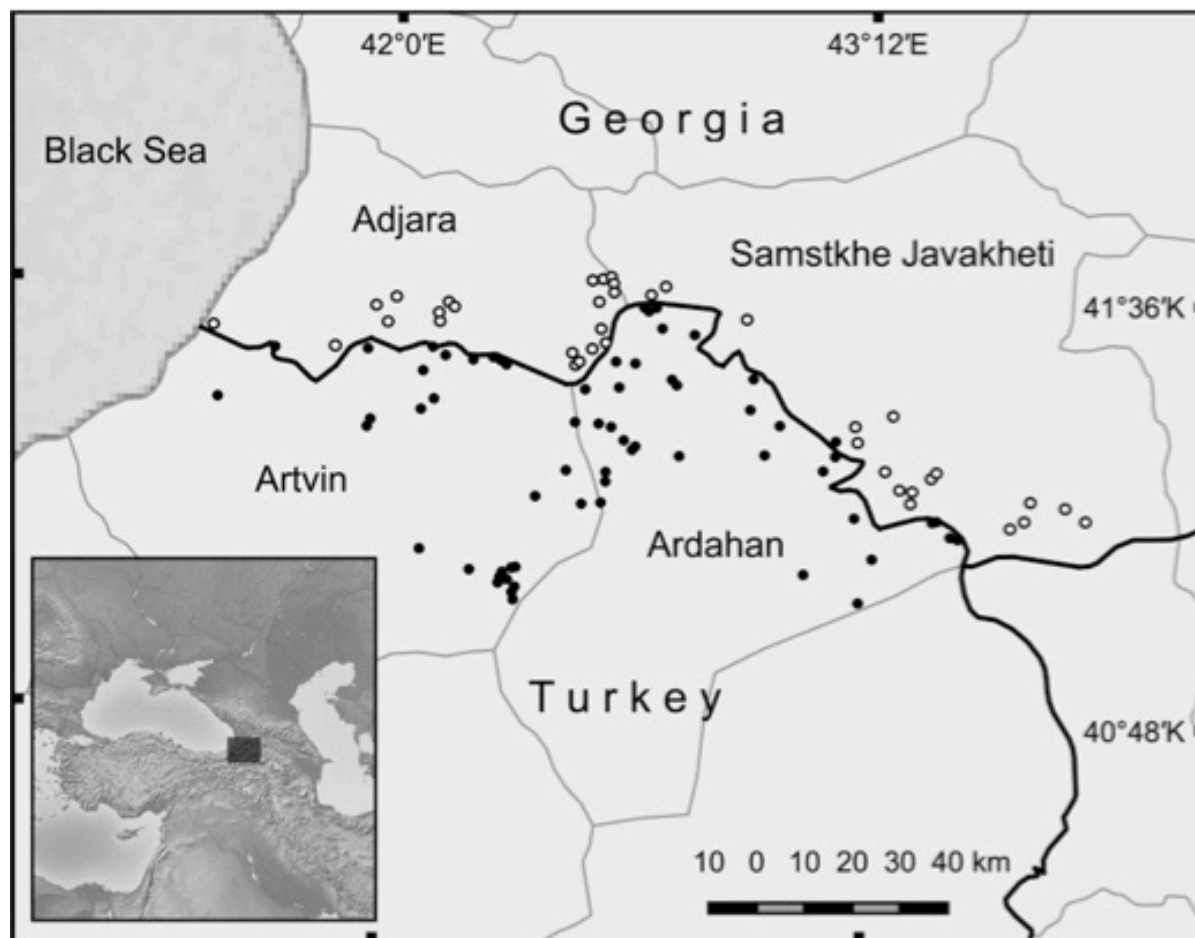 42°0'E
43°12'E
Georgia
Black Sea
Adjara
Samstkhe Javakheti
41°36'K
Artvin
Ardahan
Turkey
40°48'K
10 0 10 20 30 40 km